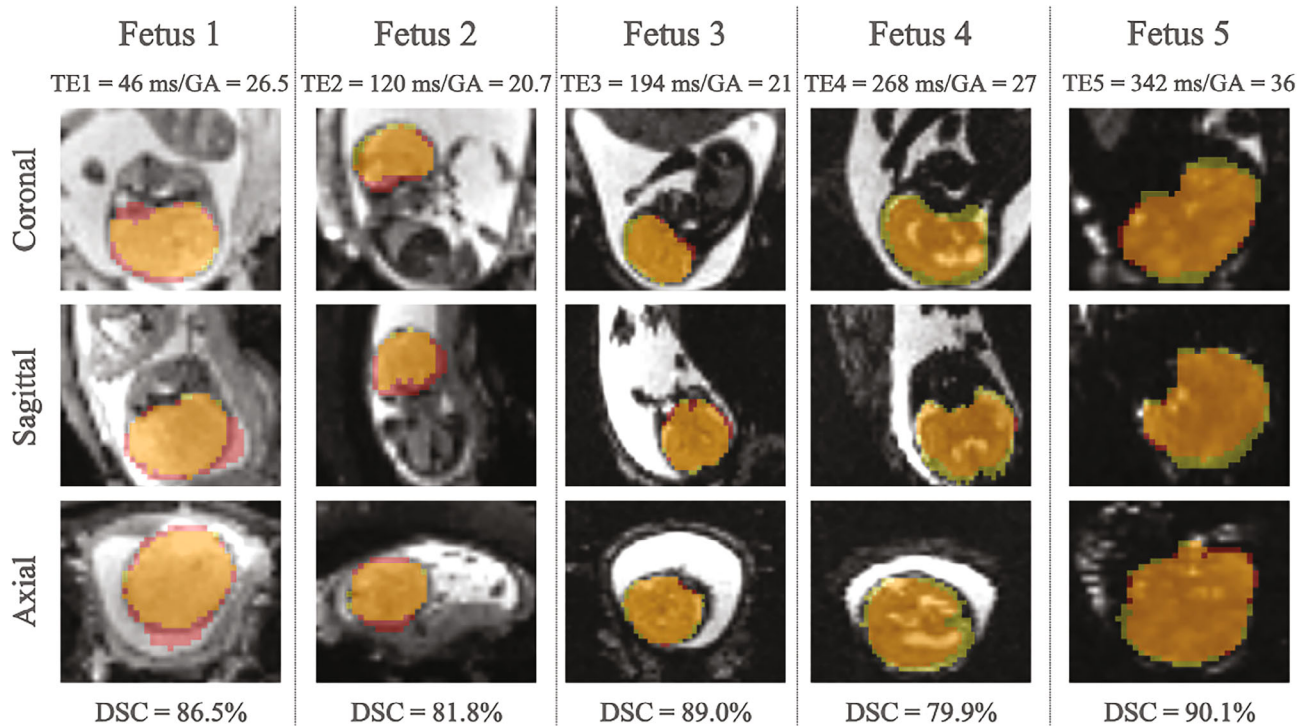 Fetus 1 Fetus 2 Fetus 3 Fetus 4 Fetus 5
TE1 = 46 ms/GA = 26.5 TE2 = 120 ms/GA = 20.7 TE3 = 194 ms/GA = 21 TE4 = 268 ms/GA = 27 TE5 = 342 ms/GA = 36
Coronal
Sagittal
Axial
DSC = 86.5% DSC = 81.8% DSC = 89.0% DSC = 79.9% DSC = 90.1%